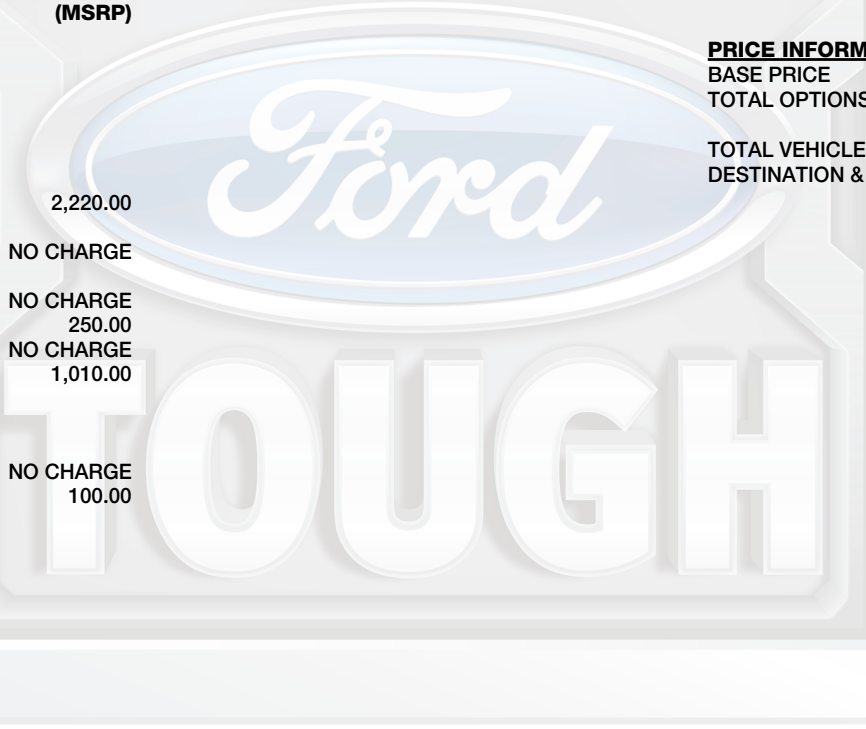 (MSRP)
2,220.00
NO CHARGE
NO CHARGE
250.00
NO CHARGE
1,010.00
NO CHARGE
100.00
PRICE INFORM
BASE PRICE
TOTAL OPTIONS
TOTAL VEHICLE
DESTINATION &
Ford
TOUGH